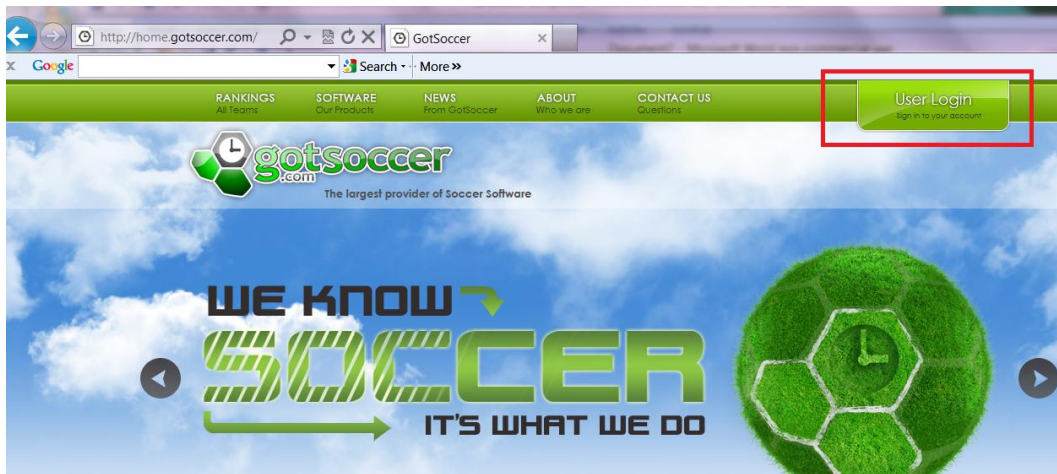 http://home.gotsoccer.com/
GotSoccer
x Google Search More »
RANKINGS SOFTWARE NEWS ABOUT CONTACT US User Login
All Teams Our Products From GotSoccer Who we are Questions Sign in to your account
gotsoccer
.com
The largest provider of Soccer Software
WE KNOW
SOCCER
IT'S WHAT WE DO